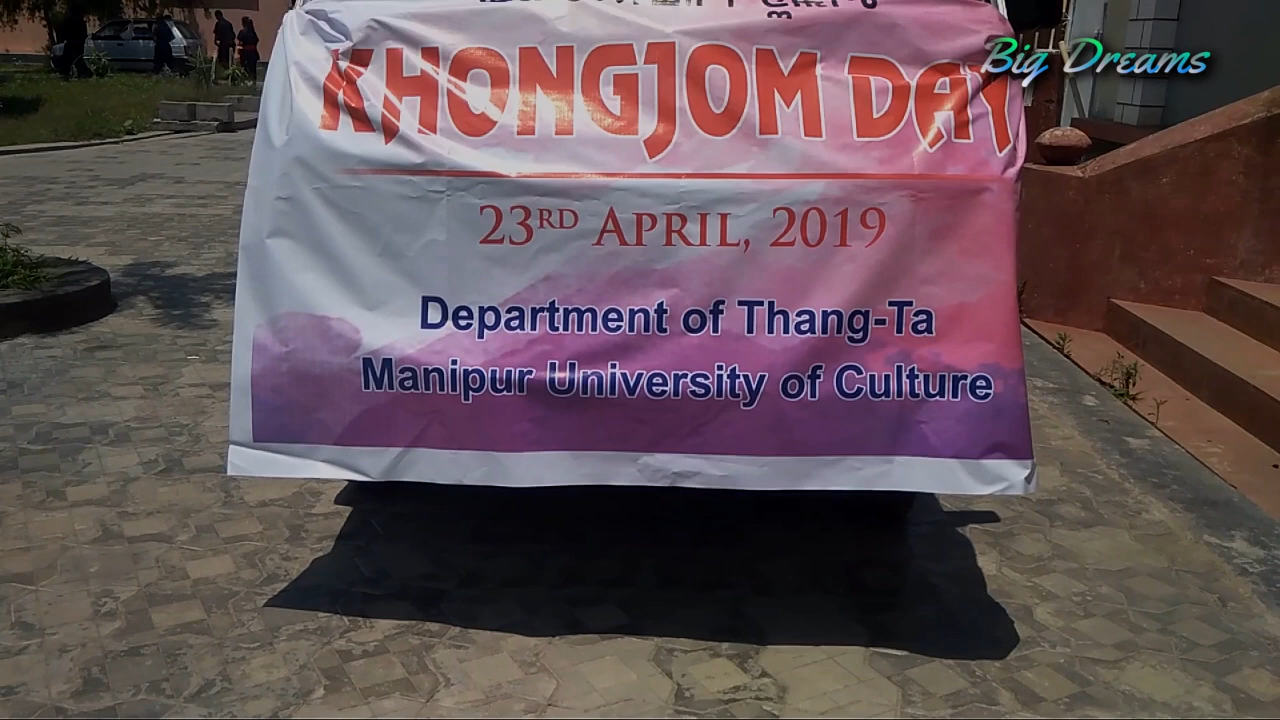 KHONGJOM DAY
Big Dreams
23RD APRIL, 2019
Department of Thang-Ta
Manipur University of Culture